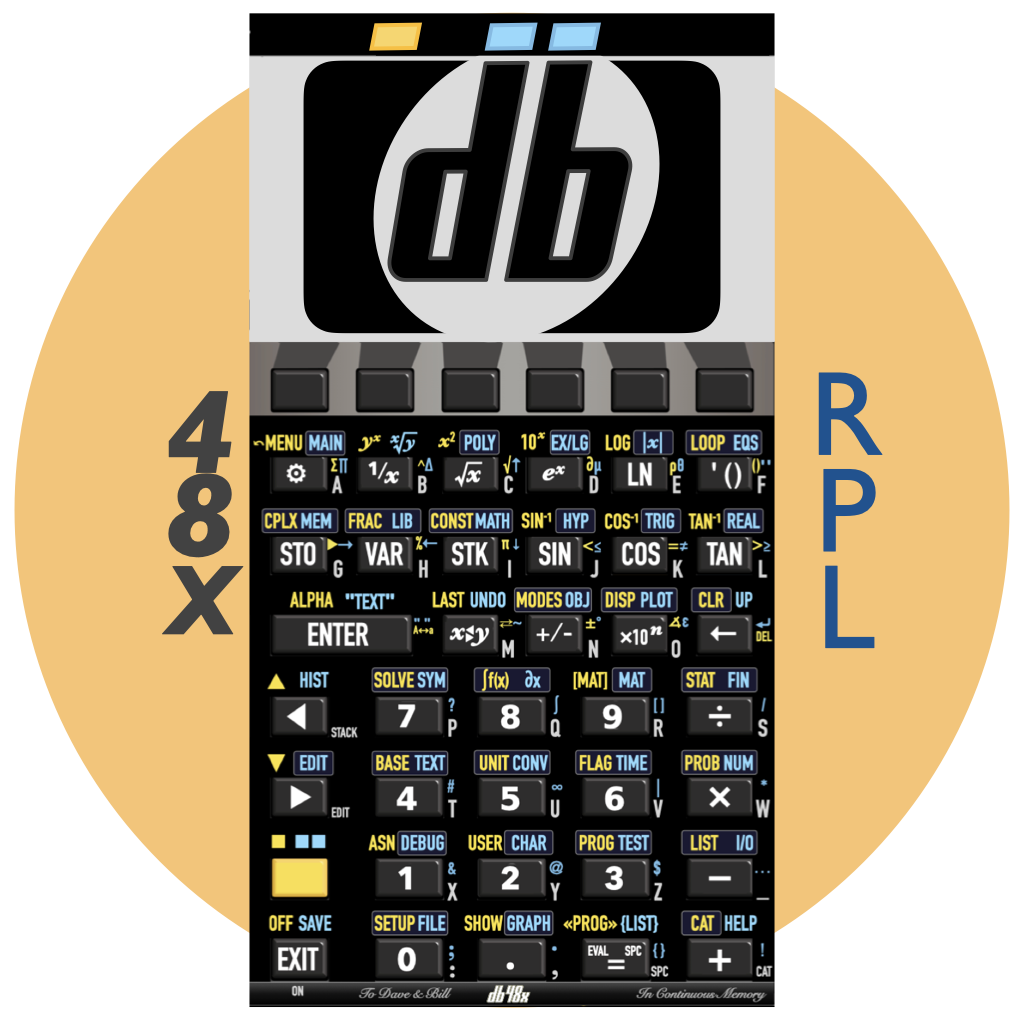 db
48X
RPL
MENU MAIN yˣ ˣ√y x² POLY 10ˣ EX/LG LOG |x| LOOP EQS
⚙ Σ∏ A 1/x ^Δ B √x √↑ C eˣ ∂μ D LN ρθ E ' () ()'' F
CPLX MEM FRAC LIB CONST MATH SIN⁻¹ HYP COS⁻¹ TRIG TAN⁻¹ REAL
STO ▶→ G VAR %← H STK π↓ I SIN <≤ J COS =≠ K TAN >≥ L
ALPHA "TEXT" LAST UNDO MODES OBJ DISP PLOT CLR UP
ENTER " " A↔a x⇆y ⇄~ M +/- ±° N ×10ⁿ ∡ε O ← ↲ DEL
▲ HIST SOLVE SYM ∫f(x) ∂x [MAT] MAT STAT FIN
◀ STACK 7 ? P 8 ∫ Q 9 [] R ÷ / S
▼ EDIT BASE TEXT UNIT CONV FLAG TIME PROB NUM
▶ EDIT 4 # T 5 ∞ U 6 | V × * W
ASN DEBUG USER CHAR PROG TEST LIST I/O
1 & X 2 @ Y 3 $ Z − ... _
OFF SAVE SETUP FILE SHOW GRAPH «PROG» {LIST} CAT HELP
EXIT 0 ; : . · , EVAL SPC = {} SPC + ! CAT
ON To Dave & Bill db48x In Continuous Memory